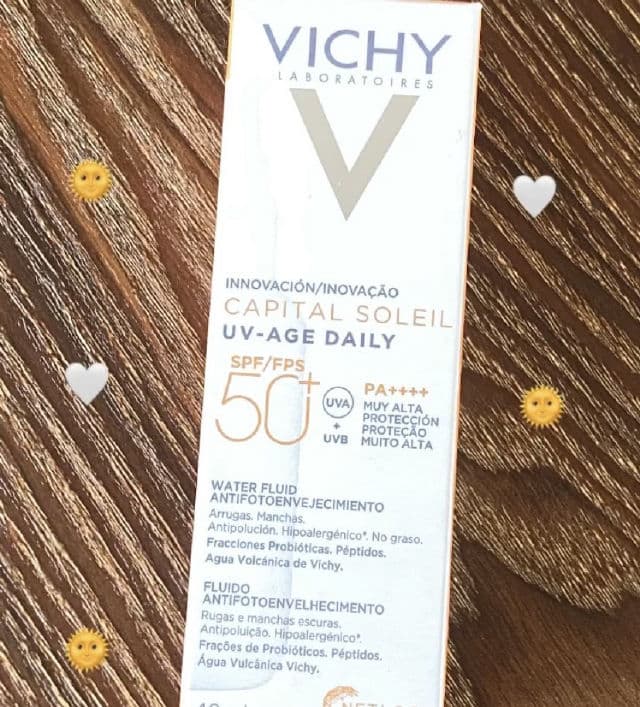 VICHY
LABORATOIRES
INNOVACIÓN/INOVAÇÃO
CAPITAL SOLEIL
UV-AGE DAILY
SPF/FPS
50+
UVA
+
UVB
PA++++
MUY ALTA
PROTECCIÓN
PROTEÇÃO
MUITO ALTA
WATER FLUID
ANTIFOTOENVEJECIMIENTO
Arrugas. Manchas.
Antipolución. Hipoalergénico*. No graso.
Fracciones Probióticas. Péptidos.
Agua Volcánica de Vichy.
FLUIDO
ANTIFOTOENVELHECIMENTO
Rugas e manchas escuras.
Antipoluição. Hipoalergénico*.
Frações de Probióticos. Péptidos.
Água Vulcânica Vichy.